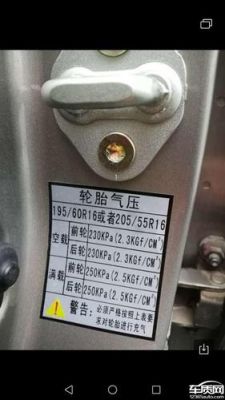 轮胎气压
195/60R16或者205/55R16
空载 前轮 230KPa(2.3KGf/CM²)
后轮 230KPa(2.3KGf/CM²)
满载 前轮 250KPa(2.5KGf/CM²)
后轮 250KPa(2.5KGf/CM²)
警告: 必须严格按照上表要
求对轮胎进行充气
车质网